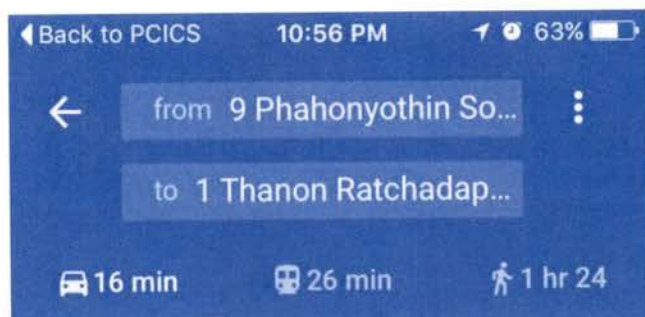 Back to PCICS 10:56 PM 63%
from 9 Phahonyothin So...
to 1 Thanon Ratchadap...
16 min 26 min 1 hr 24